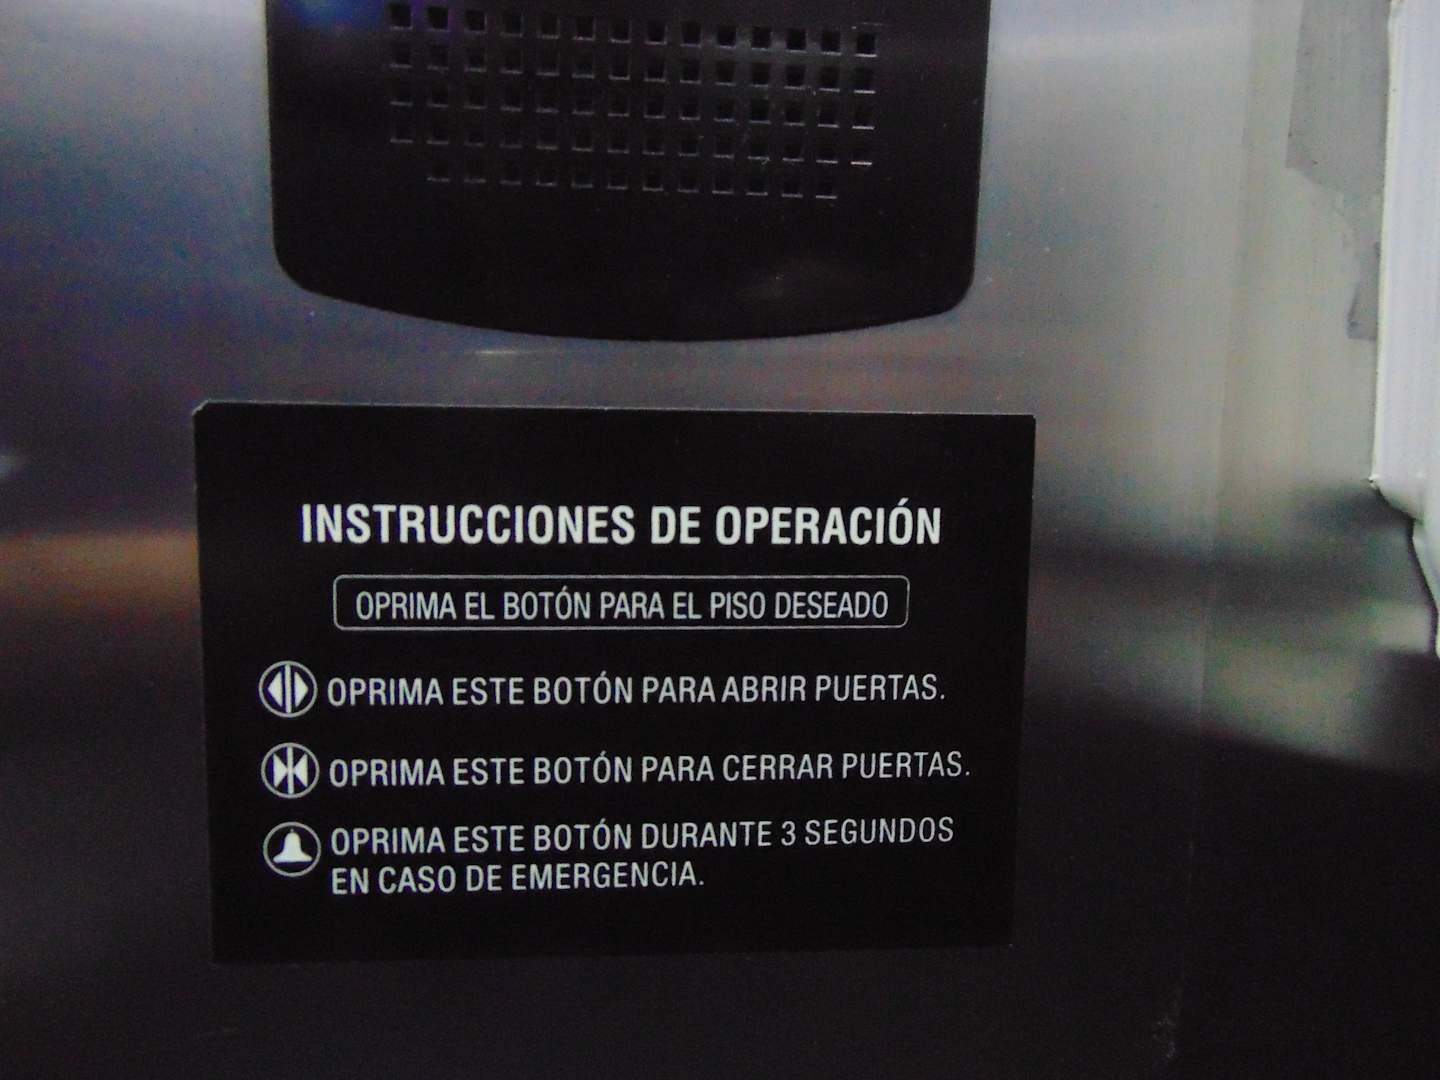 INSTRUCCIONES DE OPERACIÓN
OPRIMA EL BOTÓN PARA EL PISO DESEADO
OPRIMA ESTE BOTÓN PARA ABRIR PUERTAS.
OPRIMA ESTE BOTÓN PARA CERRAR PUERTAS.
OPRIMA ESTE BOTÓN DURANTE 3 SEGUNDOS
EN CASO DE EMERGENCIA.